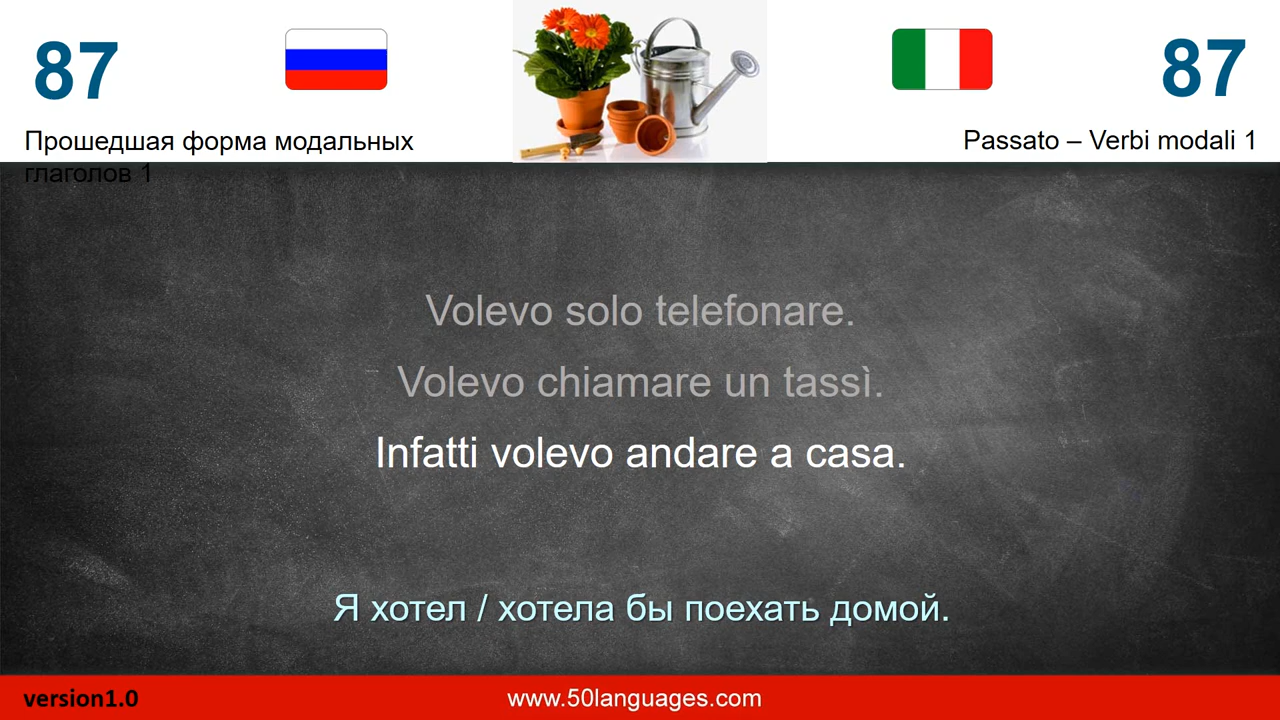 87
87
Прошедшая форма модальных
глаголов 1
Passato – Verbi modali 1
Volevo solo telefonare.
Volevo chiamare un tassì.
Infatti volevo andare a casa.
Я хотел / хотела бы поехать домой.
version1.0
www.50languages.com